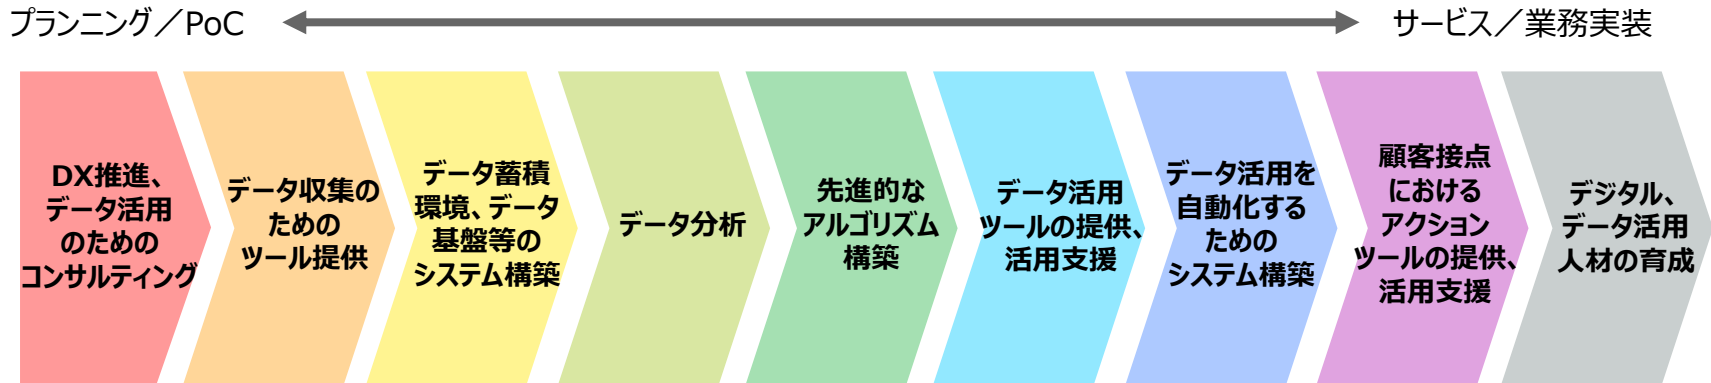 プランニング／PoC
サービス／業務実装
DX推進、
データ活用
のための
コンサルティング
データ収集の
ための
ツール提供
データ蓄積
環境、データ
基盤等の
システム構築
データ分析
先進的な
アルゴリズム
構築
データ活用
ツールの提供、
活用支援
データ活用を
自動化する
ための
システム構築
顧客接点
における
アクション
ツールの提供、
活用支援
デジタル、
データ活用
人材の育成